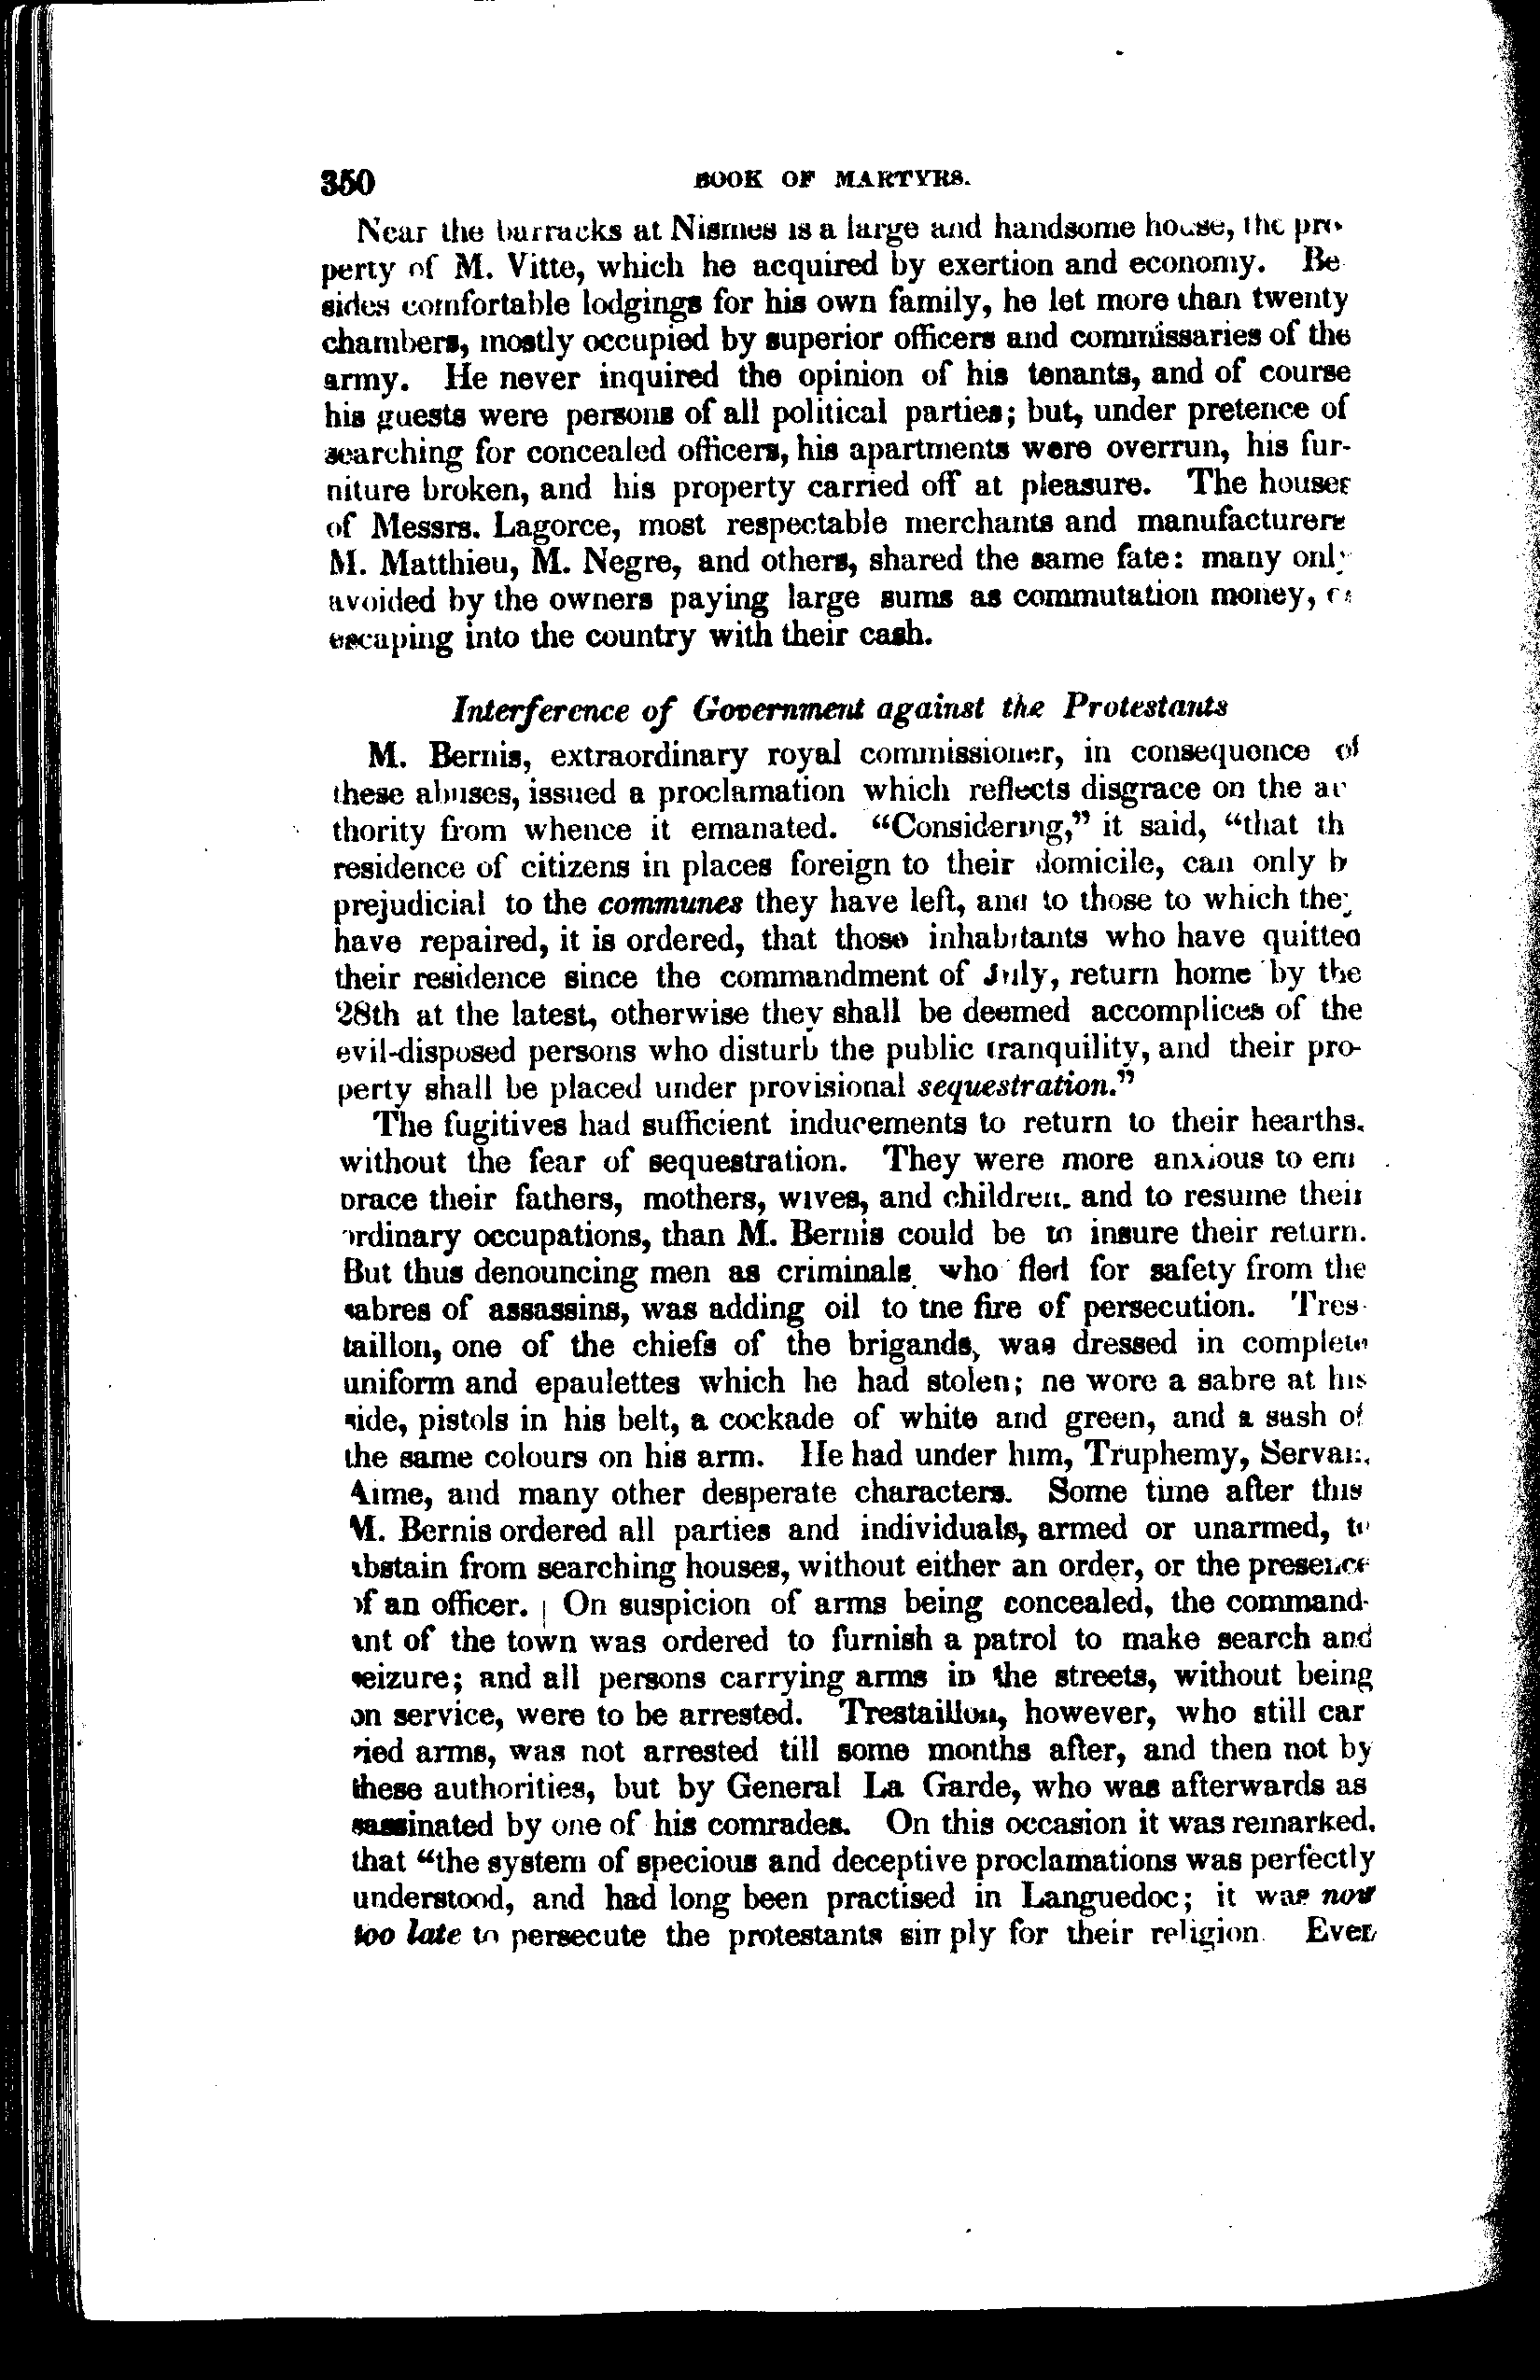 350 BOOK OF MARTYRS.
Near the barracks at Nismes is a large and handsome house, the pro-
perty of M. Vitte, which he acquired by exertion and economy. Be
sides comfortable lodgings for his own family, he let more than twenty
chambers, mostly occupied by superior officers and commissaries of the
army. He never inquired the opinion of his tenants, and of course
his guests were persons of all political parties; but, under pretence of
searching for concealed officers, his apartments were overrun, his fur-
niture broken, and his property carried off at pleasure. The houses
of Messrs. Lagorce, most respectable merchants and manufacturers
M. Matthieu, M. Negre, and others, shared the same fate: many only
avoided by the owners paying large sums as commutation money, or
escaping into the country with their cash.
Interference of Government against the Protestants
M. Bernis, extraordinary royal commissioner, in consequence of
these abuses, issued a proclamation which reflects disgrace on the au
thority from whence it emanated. “Considering,” it said, “that th
residence of citizens in places foreign to their domicile, can only b
prejudicial to the communes they have left, and to those to which they
have repaired, it is ordered, that those inhabitants who have quitted
their residence since the commandment of July, return home by the
28th at the latest, otherwise they shall be deemed accomplices of the
evil-disposed persons who disturb the public tranquility, and their pro-
perty shall be placed under provisional sequestration.”
The fugitives had sufficient inducements to return to their hearths.
without the fear of sequestration. They were more anxious to em
brace their fathers, mothers, wives, and children. and to resume their
ordinary occupations, than M. Bernis could be to insure their return.
But thus denouncing men as criminals who fled for safety from the
sabres of assassins, was adding oil to the fire of persecution. Tres-
taillon, one of the chiefs of the brigands, was dressed in complete
uniform and epaulettes which he had stolen; he wore a sabre at his
side, pistols in his belt, a cockade of white and green, and a sash of
the same colours on his arm. He had under him, Truphemy, Servan,
Aime, and many other desperate characters. Some time after this
M. Bernis ordered all parties and individuals, armed or unarmed, to
abstain from searching houses, without either an order, or the presence
of an officer. On suspicion of arms being concealed, the command-
ant of the town was ordered to furnish a patrol to make search and
seizure; and all persons carrying arms in the streets, without being
on service, were to be arrested. Trestaillon, however, who still car
ried arms, was not arrested till some months after, and then not by
these authorities, but by General La Garde, who was afterwards as
sassinated by one of his comrades. On this occasion it was remarked.
that “the system of specious and deceptive proclamations was perfectly
understood, and had long been practised in Languedoc; it was now
too late to persecute the protestants simply for their religion. Even